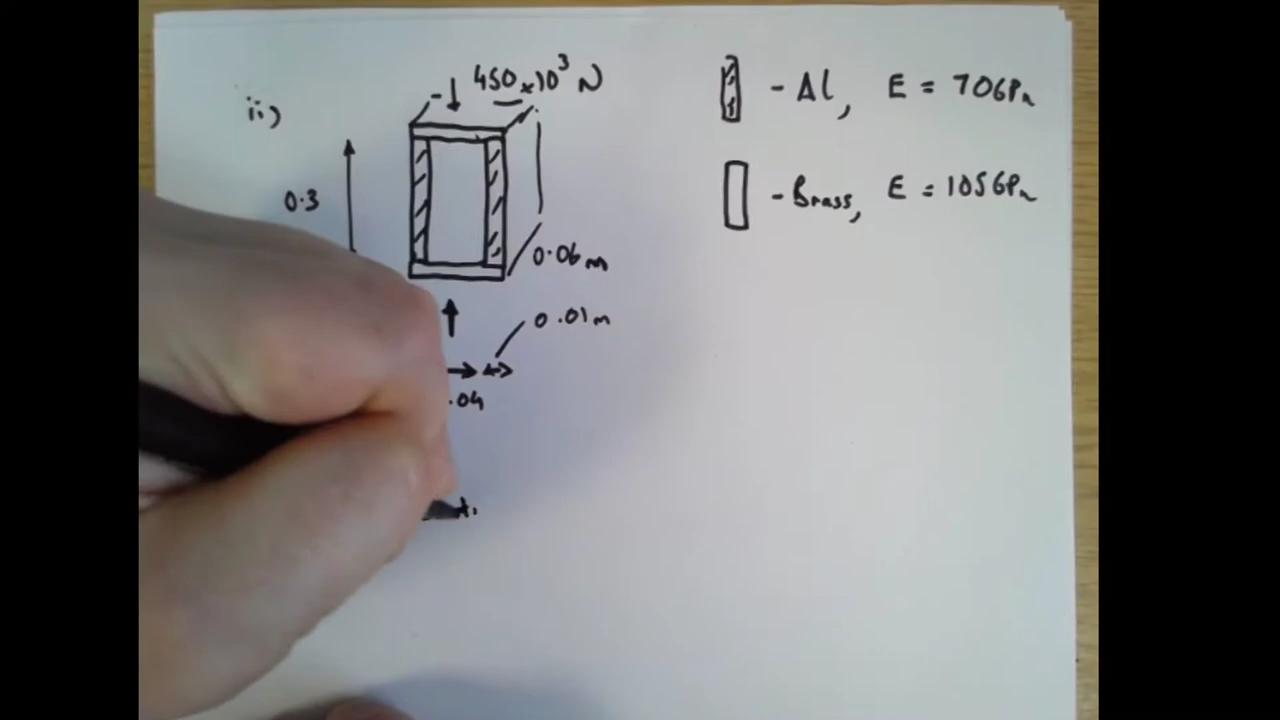 ii)
450 × 10³ N
- Al, E = 70GPa
0.3
- Brass, E = 105GPa
0.06m
0.01m
.04